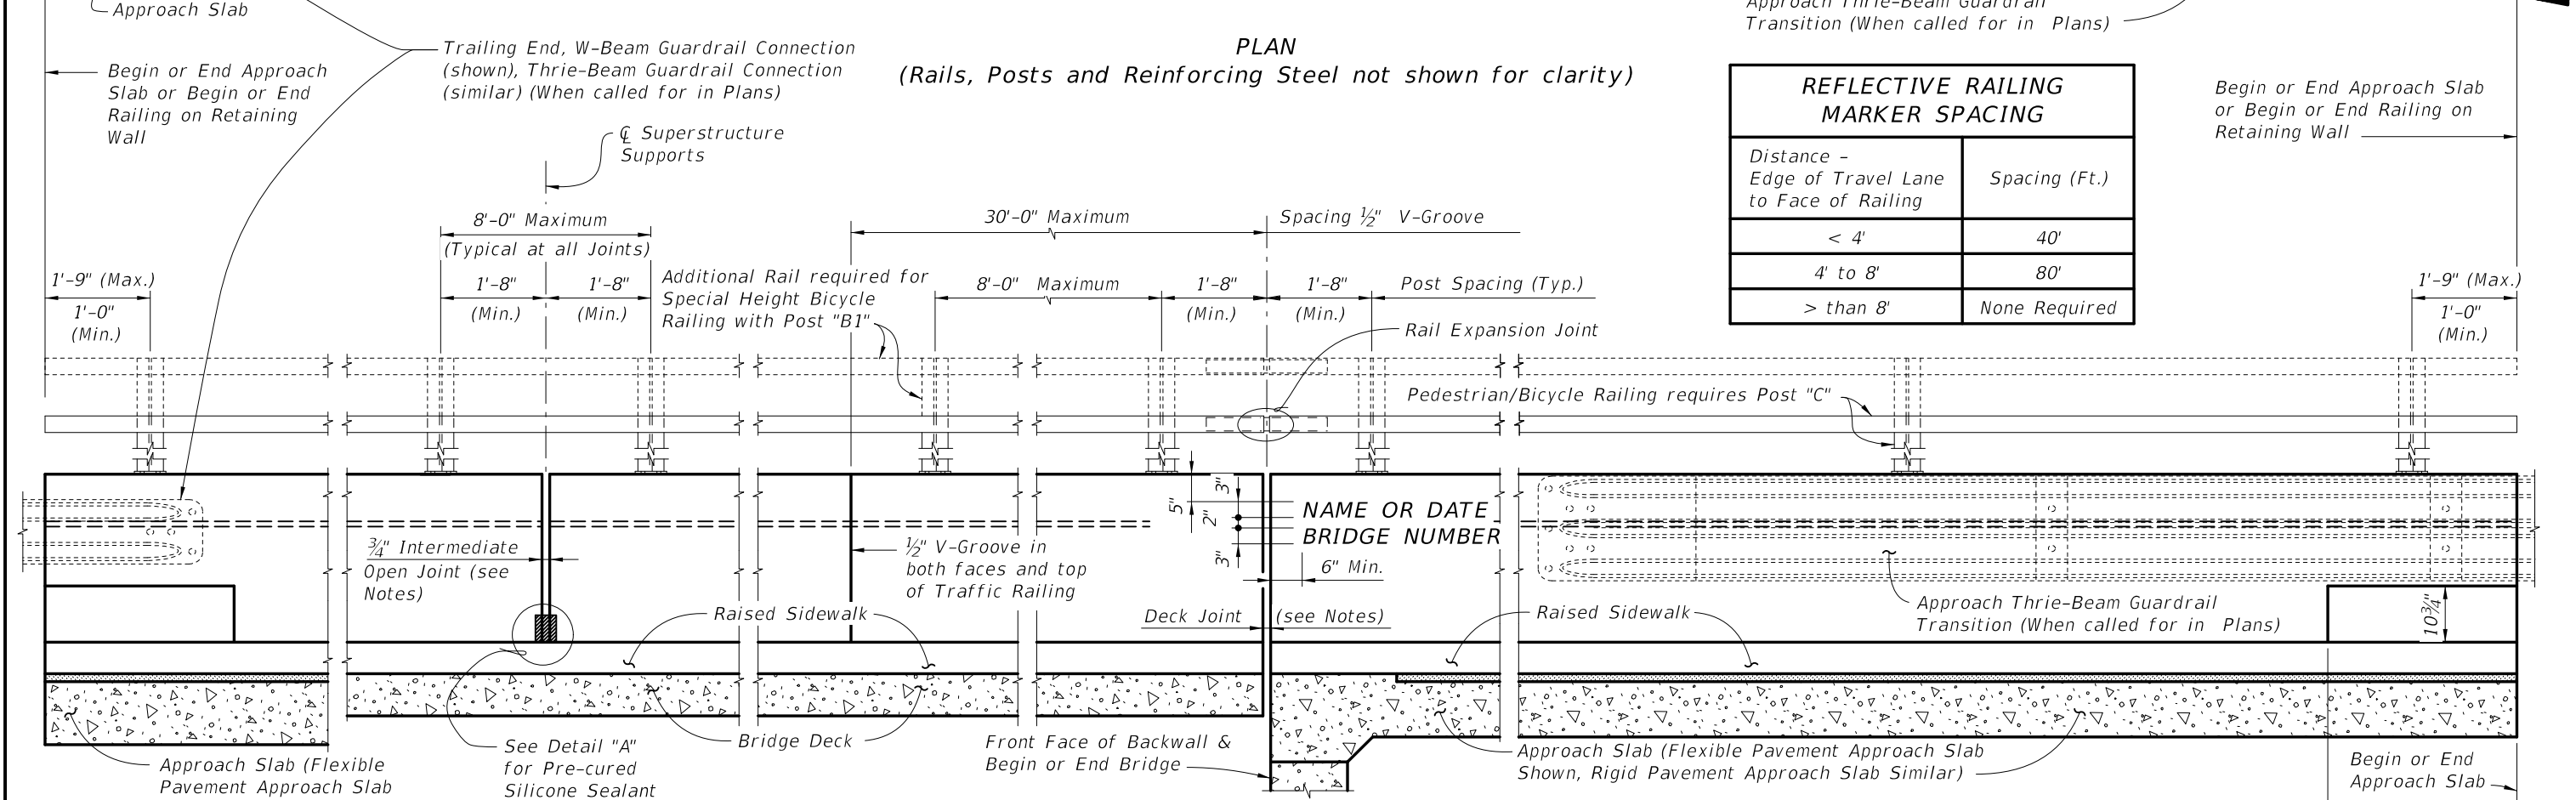 Approach Slab
Begin or End Approach
Slab or Begin or End
Railing on Retaining
Wall
Trailing End, W-Beam Guardrail Connection
(shown), Thrie-Beam Guardrail Connection
(similar) (When called for in Plans)
℄ Superstructure
Supports
PLAN
(Rails, Posts and Reinforcing Steel not shown for clarity)
Approach Thrie-Beam Guardrail
Transition (When called for in Plans)
REFLECTIVE RAILING
MARKER SPACING
Distance -
Edge of Travel Lane
to Face of Railing
Spacing (Ft.)
< 4' 40'
4' to 8' 80'
> than 8' None Required
Begin or End Approach Slab
or Begin or End Railing on
Retaining Wall
8'-0" Maximum
(Typical at all Joints)
30'-0" Maximum
Spacing ½" V-Groove
1'-9" (Max.)
1'-0"
(Min.)
1'-8"
(Min.)
1'-8"
(Min.)
Additional Rail required for
Special Height Bicycle
Railing with Post "B1"
8'-0" Maximum
1'-8"
(Min.)
1'-8"
(Min.)
Post Spacing (Typ.)
Rail Expansion Joint
1'-9" (Max.)
1'-0"
(Min.)
Pedestrian/Bicycle Railing requires Post "C"
5"
3"
2"
3"
NAME OR DATE
BRIDGE NUMBER
6" Min.
¾" Intermediate
Open Joint (see
Notes)
½" V-Groove in
both faces and top
of Traffic Railing
Raised Sidewalk
Deck Joint (see Notes)
Raised Sidewalk
Approach Thrie-Beam Guardrail
Transition (When called for in Plans)
10¾"
Approach Slab (Flexible
Pavement Approach Slab
See Detail "A"
for Pre-cured
Silicone Sealant
Bridge Deck
Front Face of Backwall &
Begin or End Bridge
Approach Slab (Flexible Pavement Approach Slab
Shown, Rigid Pavement Approach Slab Similar)
Begin or End
Approach Slab